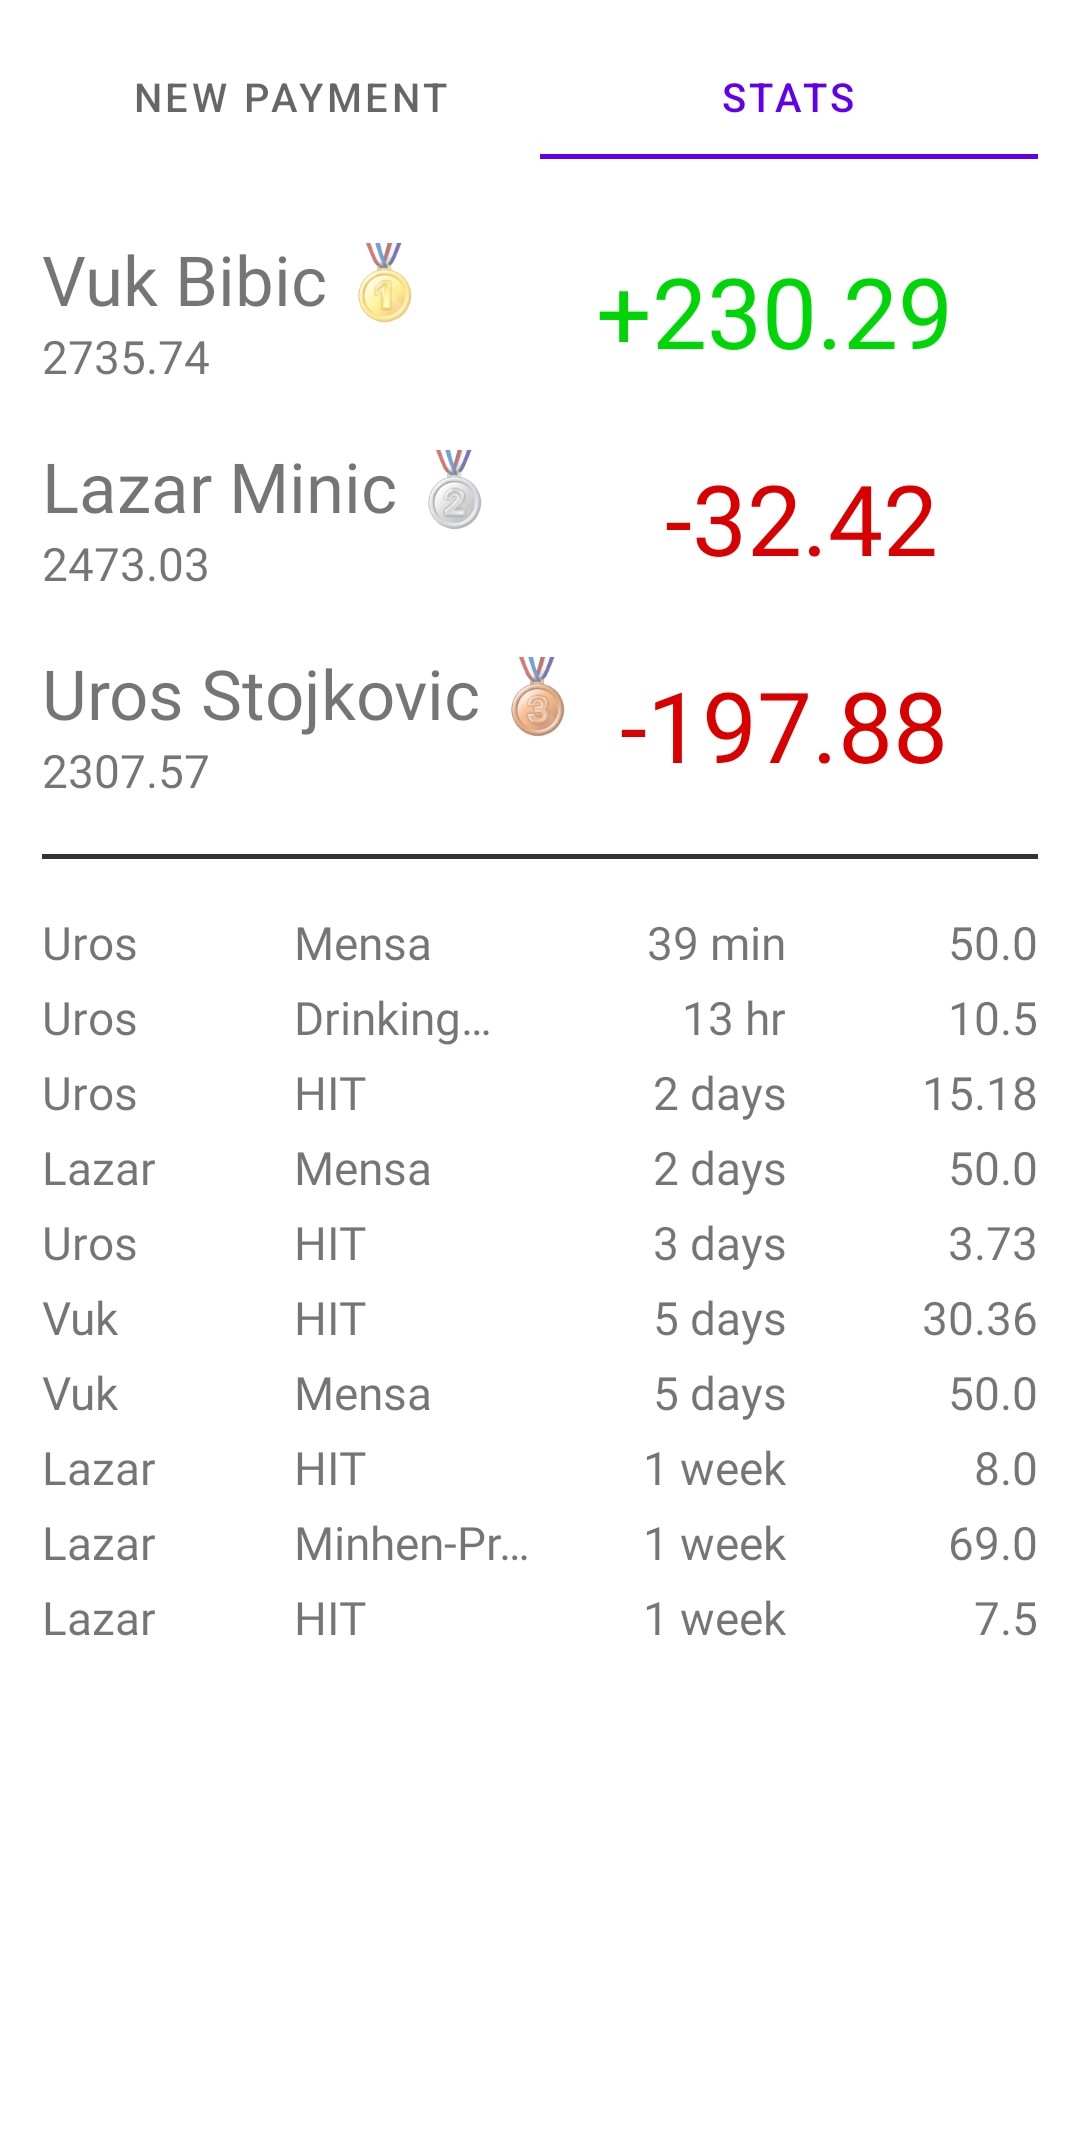 NEW PAYMENT STATS
Vuk Bibic 🥇 +230.29
2735.74
Lazar Minic 🥈 -32.42
2473.03
Uros Stojkovic 🥉 -197.88
2307.57
Uros Mensa 39 min 50.0
Uros Drinking... 13 hr 10.5
Uros HIT 2 days 15.18
Lazar Mensa 2 days 50.0
Uros HIT 3 days 3.73
Vuk HIT 5 days 30.36
Vuk Mensa 5 days 50.0
Lazar HIT 1 week 8.0
Lazar Minhen-Pr... 1 week 69.0
Lazar HIT 1 week 7.5